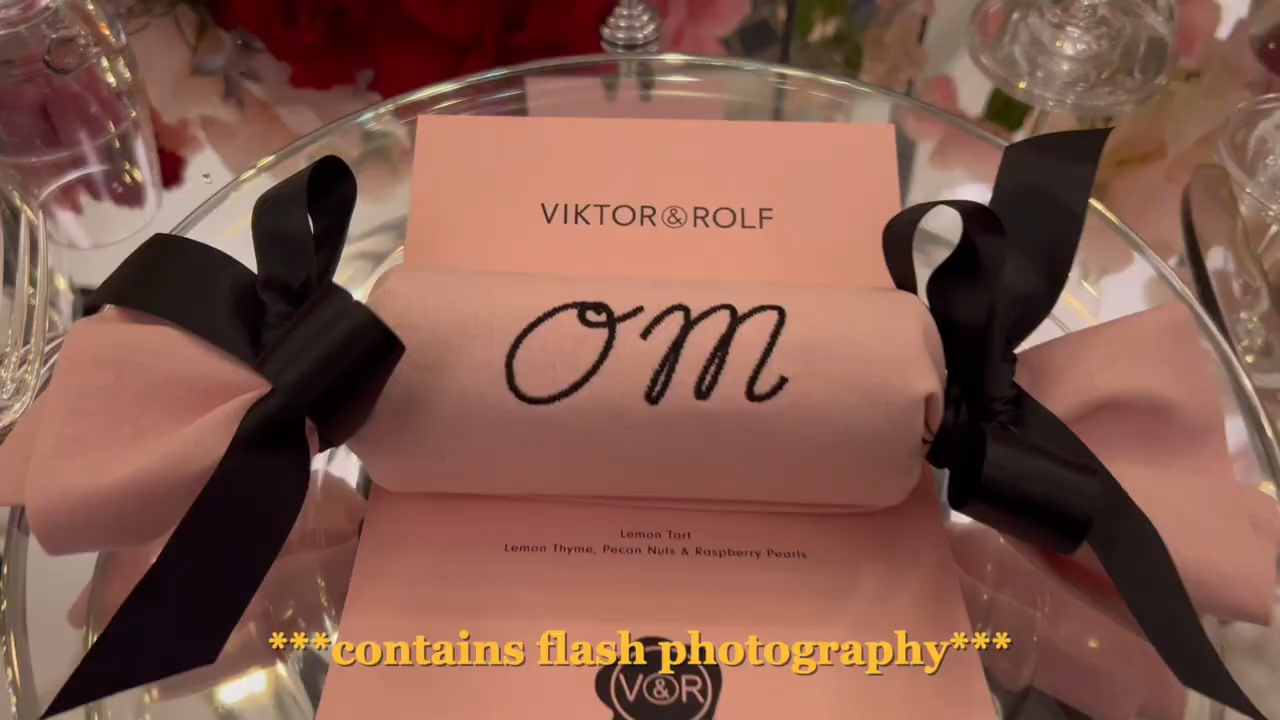 VIKTOR&ROLF
om
Lemon Tart
Lemon Thyme, Pecan Nuts & Raspberry Pearls
***contains flash photography***
V&R